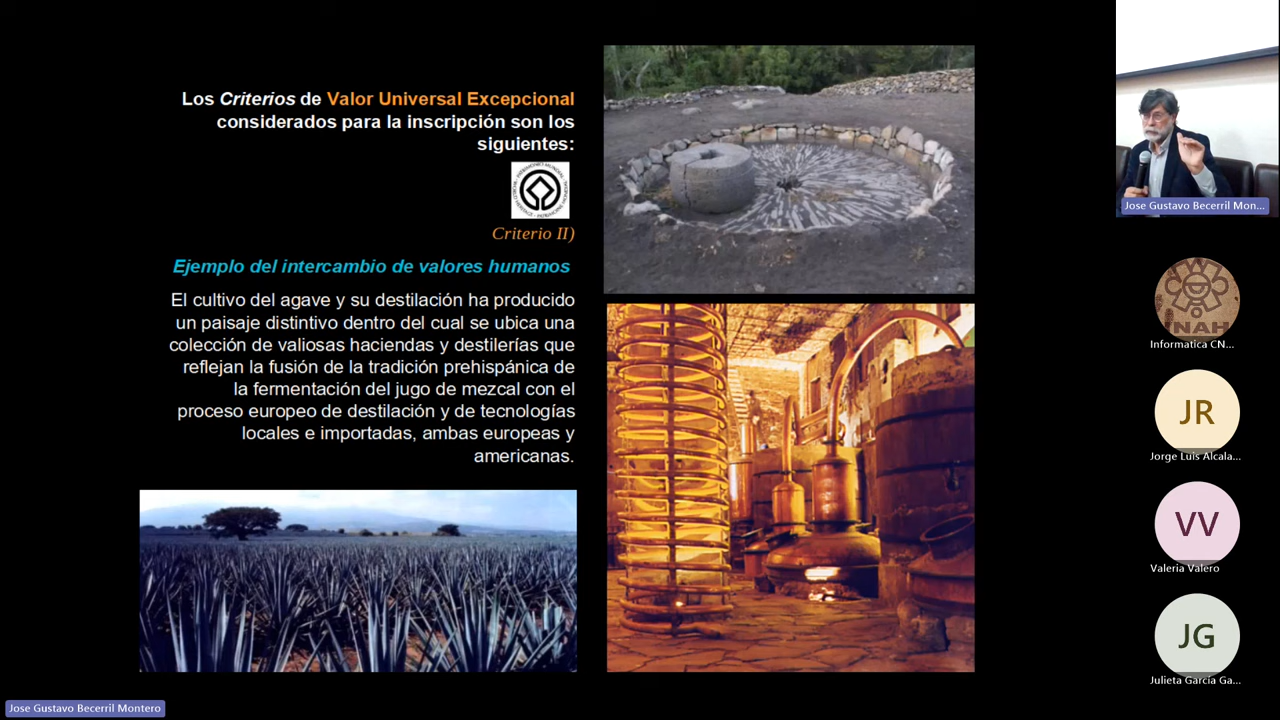 Los Criterios de Valor Universal Excepcional
considerados para la inscripción son los
siguientes:
Criterio II)
Ejemplo del intercambio de valores humanos
El cultivo del agave y su destilación ha producido
un paisaje distintivo dentro del cual se ubica una
colección de valiosas haciendas y destilerías que
reflejan la fusión de la tradición prehispánica de
la fermentación del jugo de mezcal con el
proceso europeo de destilación y de tecnologías
locales e importadas, ambas europeas y
americanas.
Jose Gustavo Becerril Mon...
INAH
Informatica CN...
JR
Jorge Luis Alcala...
VV
Valeria Valero
JG
Julieta García Ga...
Jose Gustavo Becerril Montero